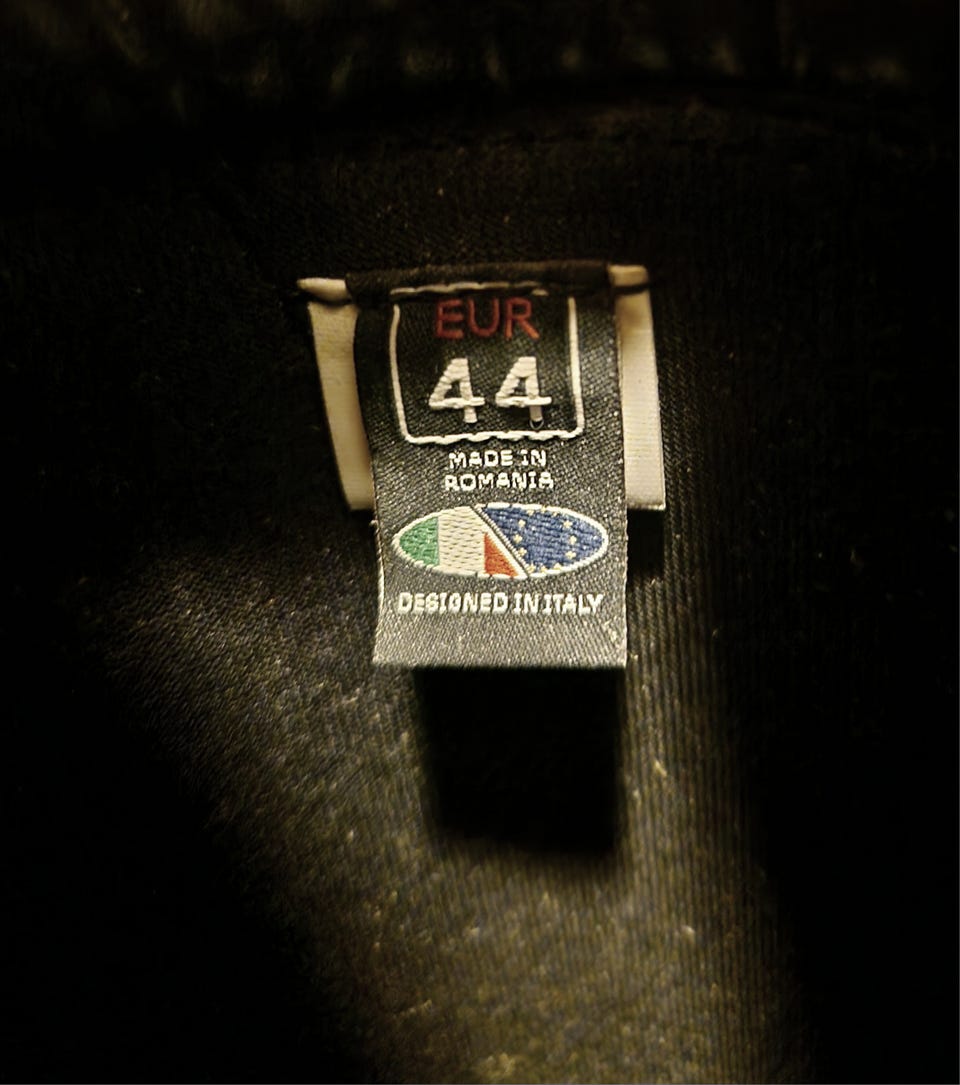 EUR
44
MADE IN
ROMANIA
DESIGNED IN ITALY